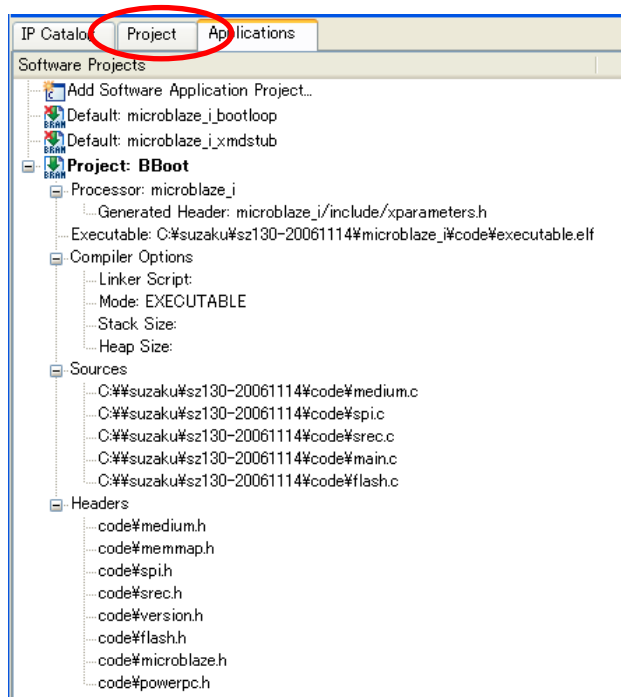 IP Catalog Project Applications
Software Projects
Add Software Application Project...
Default: microblaze_i_bootloop
Default: microblaze_i_xmdstub
Project: BBoot
Processor: microblaze_i
Generated Header: microblaze_i/include/xparameters.h
Executable: C:¥suzaku¥sz130-20061114¥microblaze_i¥code¥executable.elf
Compiler Options
Linker Script:
Mode: EXECUTABLE
Stack Size:
Heap Size:
Sources
C:¥¥suzaku¥sz130-20061114¥code¥medium.c
C:¥¥suzaku¥sz130-20061114¥code¥spi.c
C:¥¥suzaku¥sz130-20061114¥code¥srec.c
C:¥¥suzaku¥sz130-20061114¥code¥main.c
C:¥¥suzaku¥sz130-20061114¥code¥flash.c
Headers
code¥medium.h
code¥memmap.h
code¥spi.h
code¥srec.h
code¥version.h
code¥flash.h
code¥microblaze.h
code¥powerpc.h